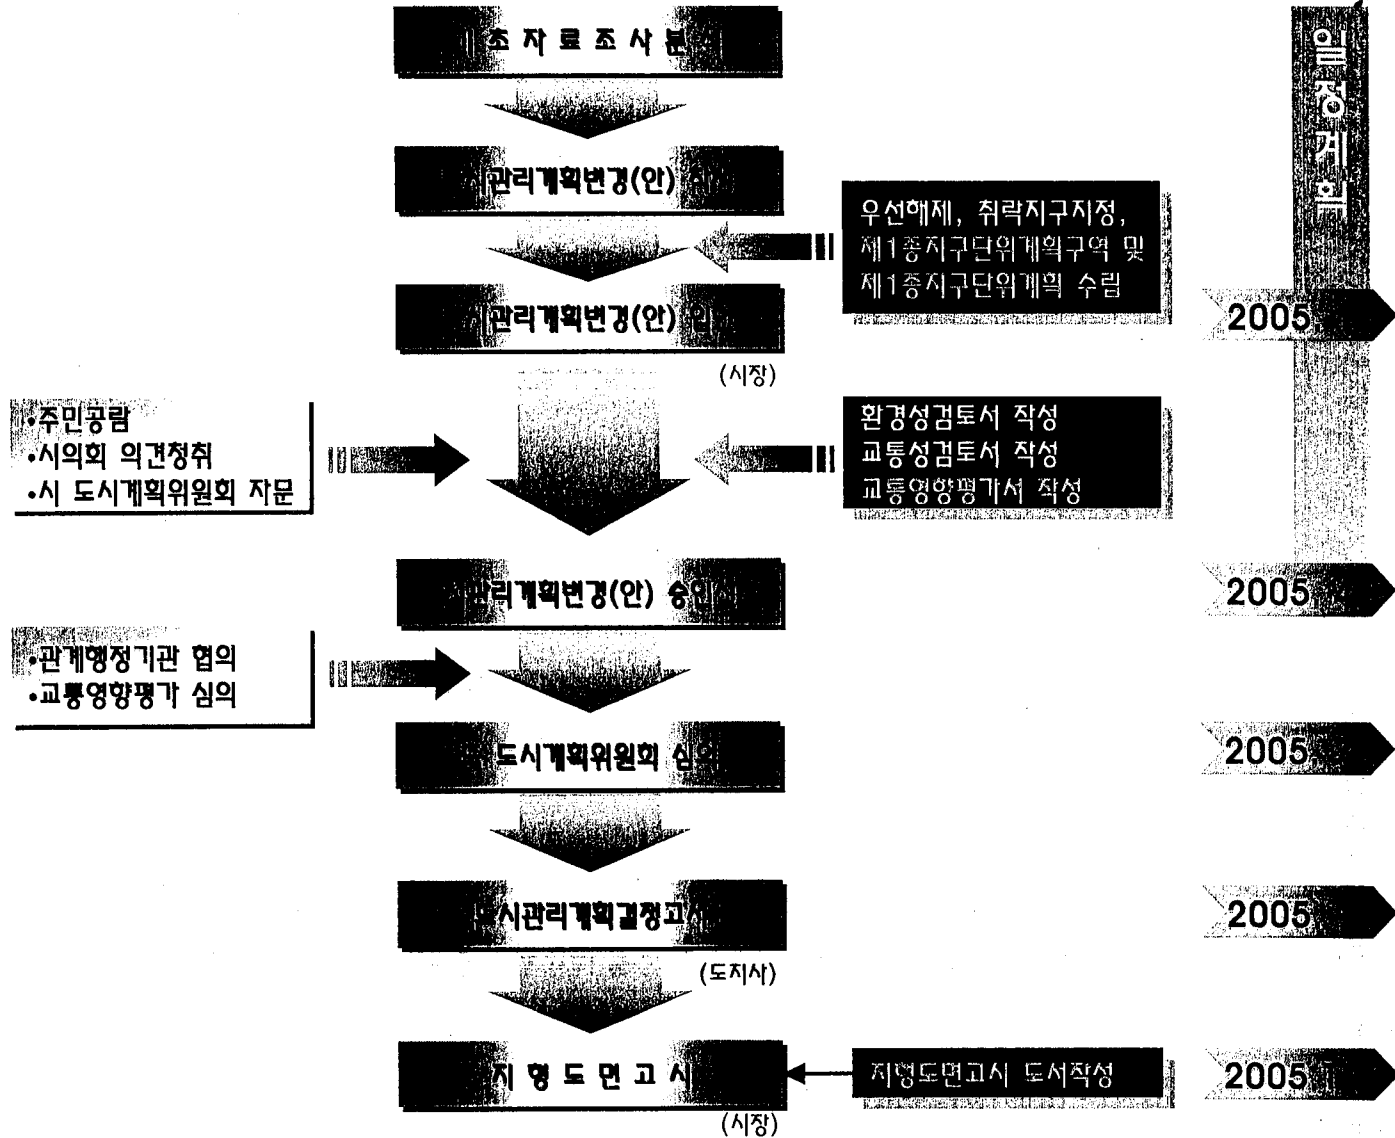 초 자 료 조 사 분
관리계획변경(안)
우선해제, 취락지구지정,
제1종지구단위계획구역 및
제1종지구단위계획 수립
관리계획변경(안)
(시장)
일정계획
2005.
•주민공람
•시의회 의견청취
•시 도시계획위원회 자문
환경성검토서 작성
교통성검토서 작성
교통영향평가서 작성
관리계획변경(안) 승인
2005
•관계행정기관 협의
•교통영향평가 심의
도시계획위원회 심의
2005
도시관리계획결정고시
(도지사)
2005
지 형 도 면 고 시
(시장)
지형도면고시 도서작성
2005